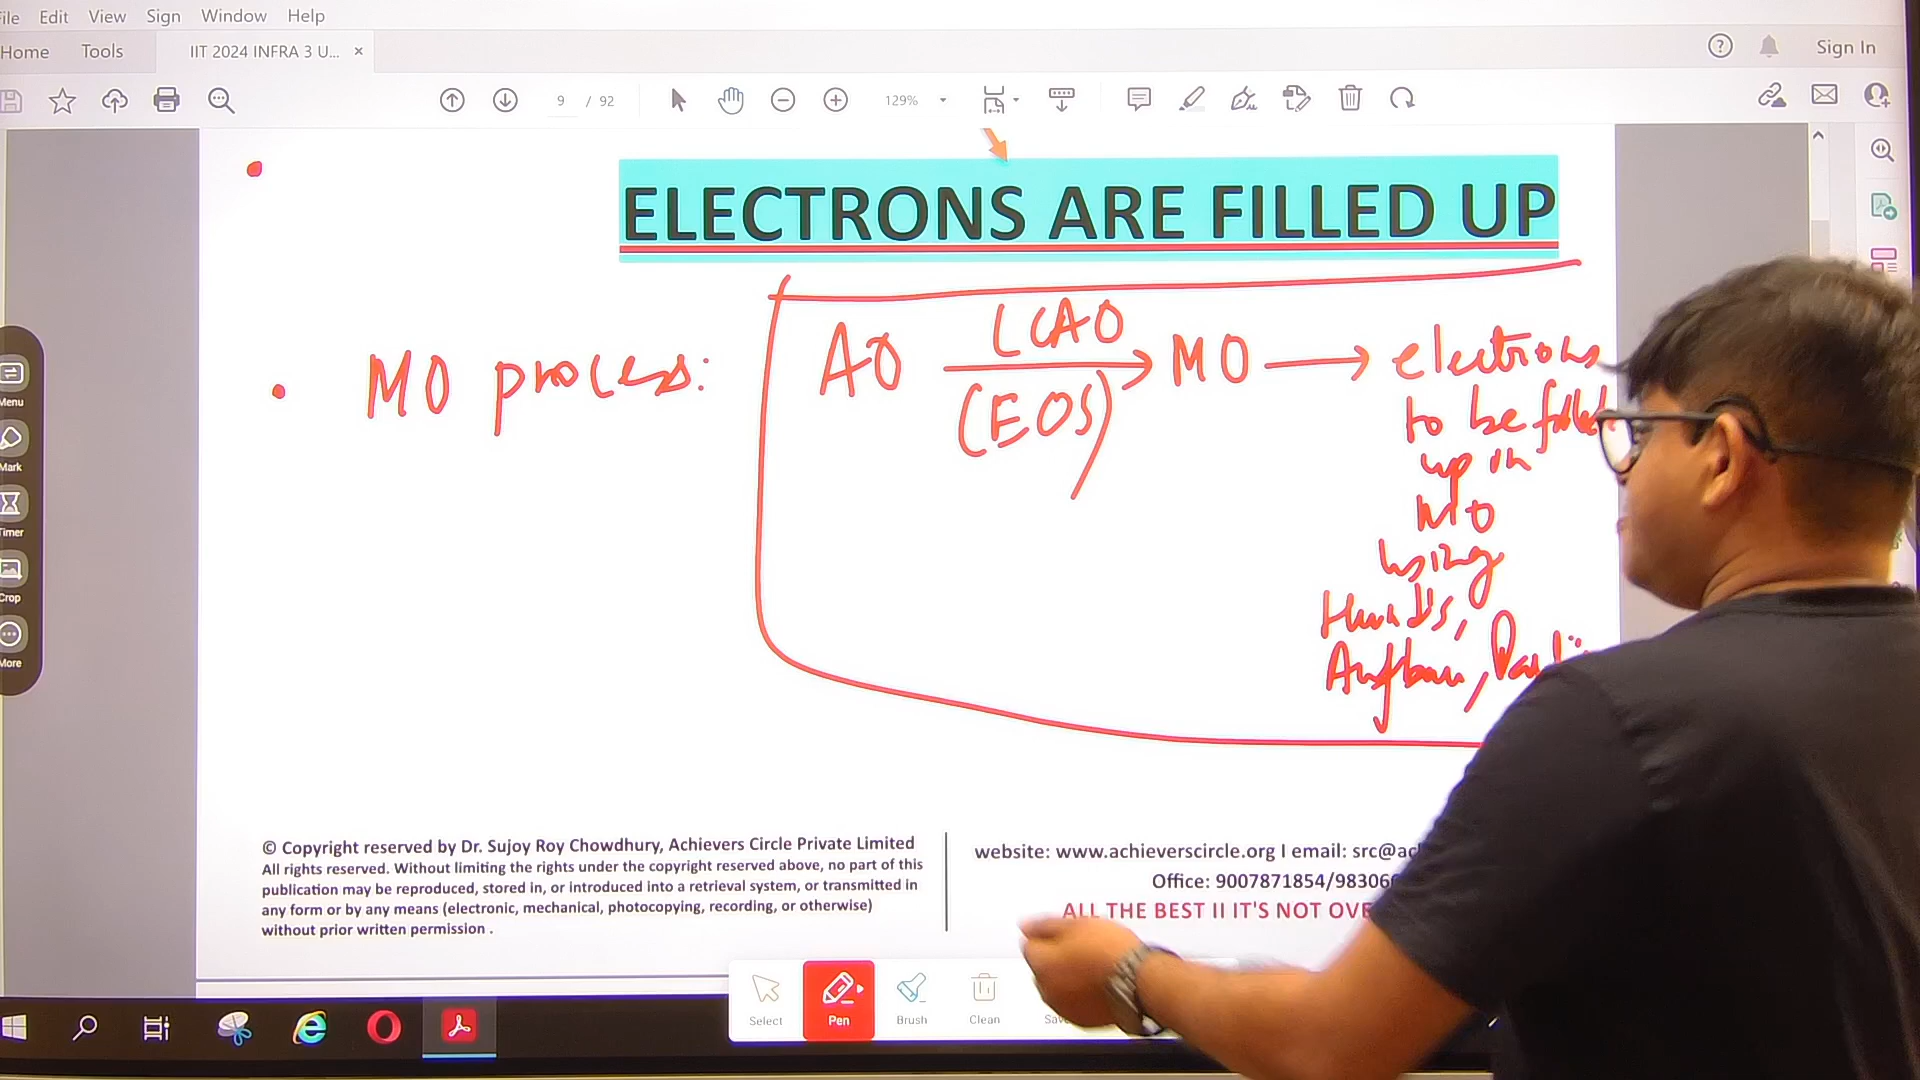 File Edit View Sign Window Help
Home Tools IIT 2024 INFRA 3 U... × ? Sign In
9 / 92 129%
ELECTRONS ARE FILLED UP
• MO process: AO LCAO (EOS) MO → electrons
to be filled
up in
MO
using
Hund's,
Aufbau,
Menu
Mark
Timer
Crop
More
© Copyright reserved by Dr. Sujoy Roy Chowdhury, Achievers Circle Private Limited
All rights reserved. Without limiting the rights under the copyright reserved above, no part of this
publication may be reproduced, stored in, or introduced into a retrieval system, or transmitted in
any form or by any means (electronic, mechanical, photocopying, recording, or otherwise)
without prior written permission .
website: www.achieverscircle.org I email: src@ac
Office: 9007871854/98306
ALL THE BEST II IT'S NOT OVE
Select Pen Brush Clean